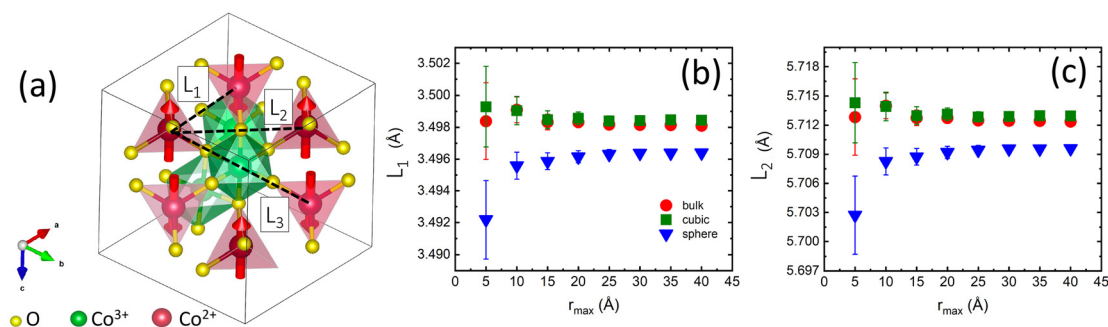 (a)
L1
L2
L3
a
b
c
O Co3+ Co2+
(b)
3.502
3.500
3.498
3.496
3.494
3.492
3.490
L1 (Å)
bulk
cubic
sphere
0 5 10 15 20 25 30 35 40 45
rmax (Å)
(c)
5.718
5.715
5.712
5.709
5.706
5.703
5.700
5.697
L2 (Å)
0 5 10 15 20 25 30 35 40 45
rmax (Å)